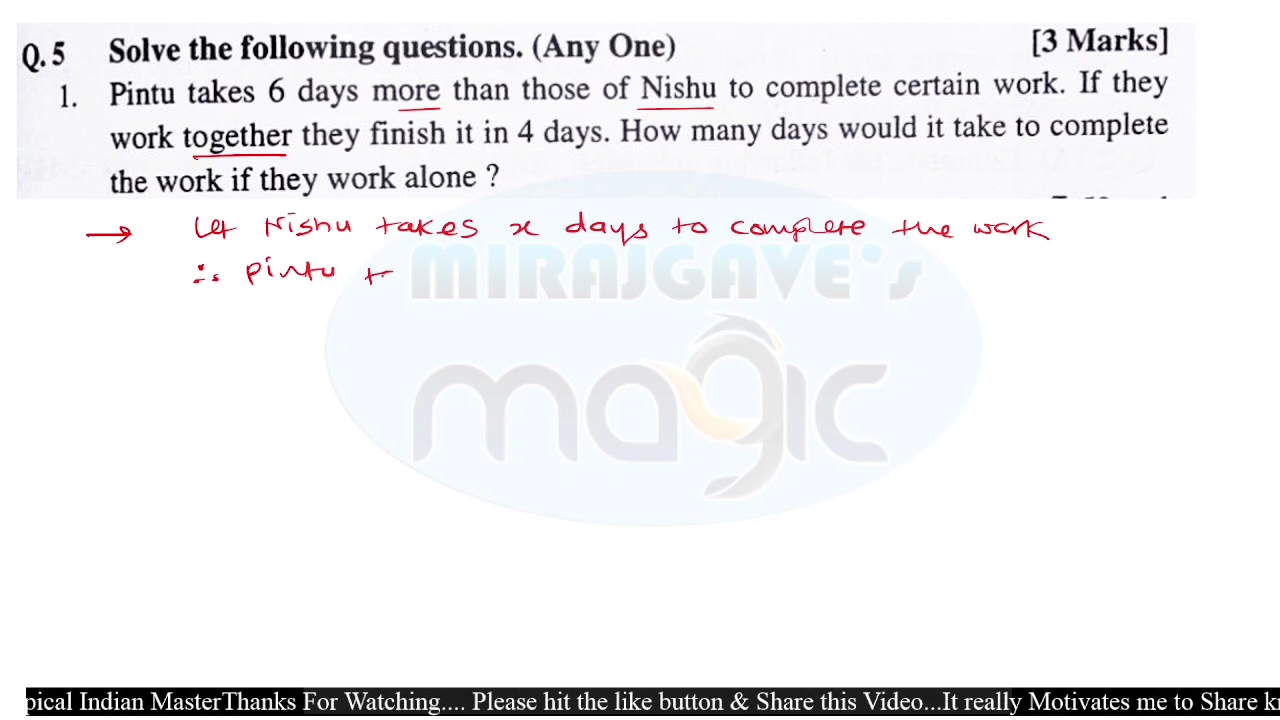 Q.5 Solve the following questions. (Any One) [3 Marks]
1. Pintu takes 6 days more than those of Nishu to complete certain work. If they
work together they finish it in 4 days. How many days would it take to complete
the work if they work alone ?
→ Let Nishu takes x days to complete the work
∴ pintu t
MIRAJGAVE's
magic
pical Indian MasterThanks For Watching.... Please hit the like button & Share this Video...It really Motivates me to Share k